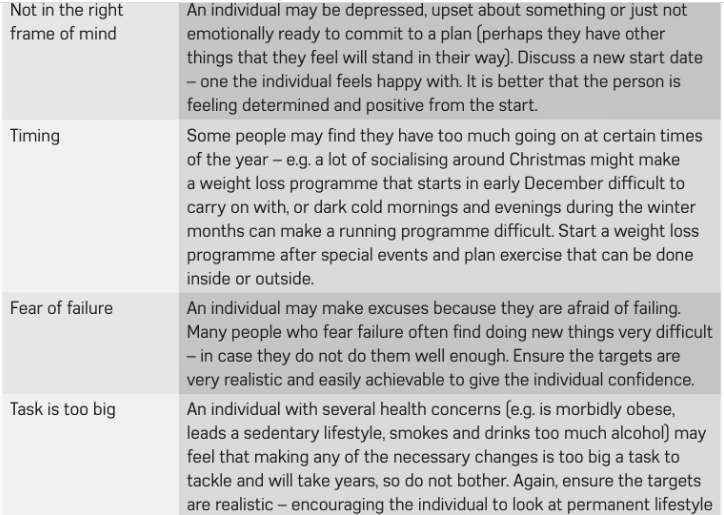 Not in the right
frame of mind
An individual may be depressed, upset about something or just not
emotionally ready to commit to a plan (perhaps they have other
things that they feel will stand in their way). Discuss a new start date
– one the individual feels happy with. It is better that the person is
feeling determined and positive from the start.
Timing
Some people may find they have too much going on at certain times
of the year – e.g. a lot of socialising around Christmas might make
a weight loss programme that starts in early December difficult to
carry on with, or dark cold mornings and evenings during the winter
months can make a running programme difficult. Start a weight loss
programme after special events and plan exercise that can be done
inside or outside.
Fear of failure
An individual may make excuses because they are afraid of failing.
Many people who fear failure often find doing new things very difficult
– in case they do not do them well enough. Ensure the targets are
very realistic and easily achievable to give the individual confidence.
Task is too big
An individual with several health concerns (e.g. is morbidly obese,
leads a sedentary lifestyle, smokes and drinks too much alcohol) may
feel that making any of the necessary changes is too big a task to
tackle and will take years, so do not bother. Again, ensure the targets
are realistic – encouraging the individual to look at permanent lifestyle